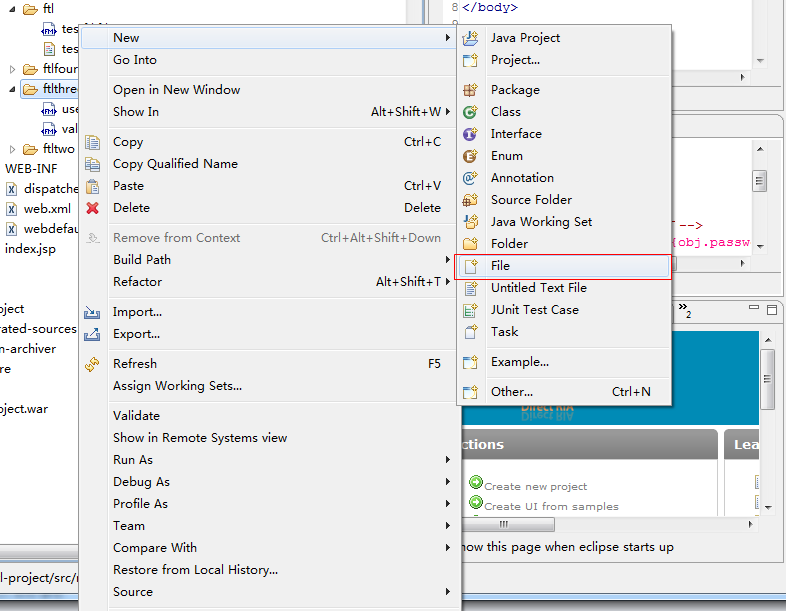 ftl
ftlfour
ftlthree
use
val
ftltwo
WEB-INF
dispatche
web.xml
webdefau
index.jsp
oject
rated-sources
n-archiver
re
oject.war
l-project/src/
New
Go Into
Open in New Window
Show In Alt+Shift+W
Copy Ctrl+C
Copy Qualified Name
Paste Ctrl+V
Delete Delete
Remove from Context Ctrl+Alt+Shift+Down
Build Path
Refactor Alt+Shift+T
Import...
Export...
Refresh F5
Assign Working Sets...
Validate
Show in Remote Systems view
Run As
Debug As
Profile As
Team
Compare With
Restore from Local History...
Source
Java Project
Project...
Package
Class
Interface
Enum
Annotation
Source Folder
Java Working Set
Folder
File
Untitled Text File
JUnit Test Case
Task
Example...
Other... Ctrl+N
8 </body>
-->
{obj.passw
2
Direct RIA
ctions
Lea
Create new project
Create UI from samples
how this page when eclipse starts up